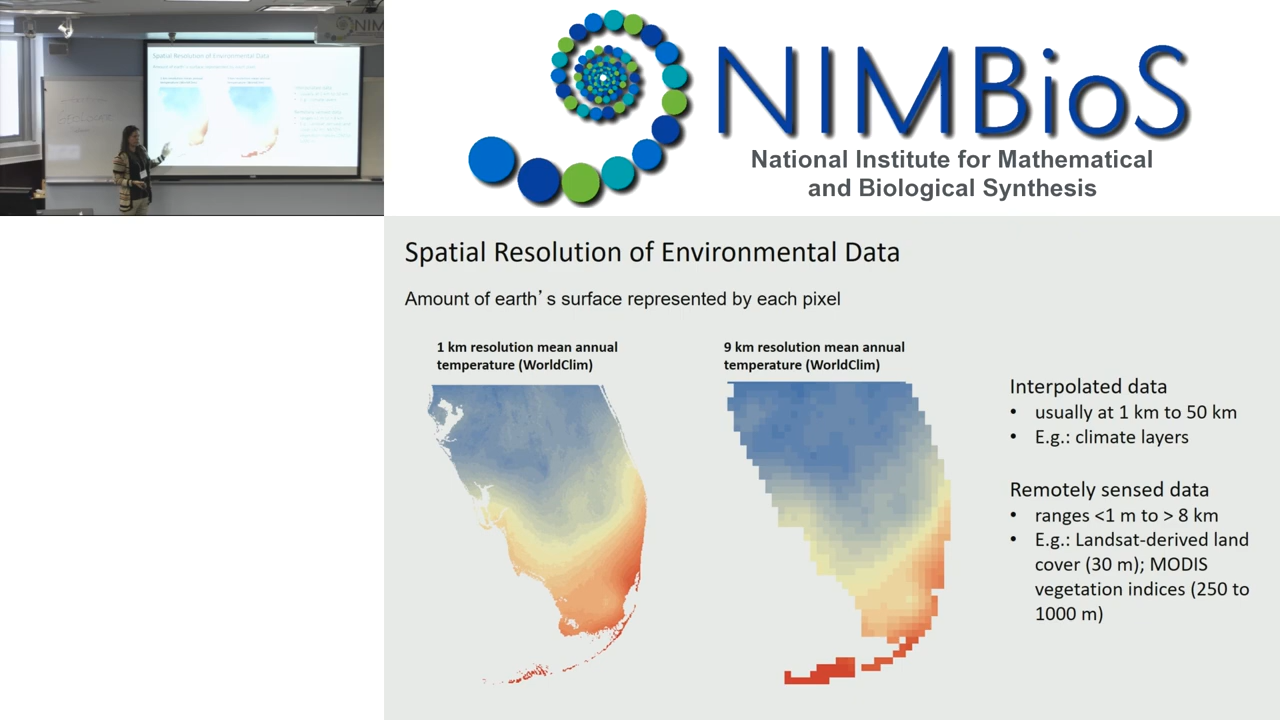 NIMBioS
National Institute for Mathematical
and Biological Synthesis
Spatial Resolution of Environmental Data
Amount of earth's surface represented by each pixel
1 km resolution mean annual
temperature (WorldClim)
9 km resolution mean annual
temperature (WorldClim)
Interpolated data
• usually at 1 km to 50 km
• E.g.: climate layers
Remotely sensed data
• ranges <1 m to > 8 km
• E.g.: Landsat-derived land
cover (30 m); MODIS
vegetation indices (250 to
1000 m)